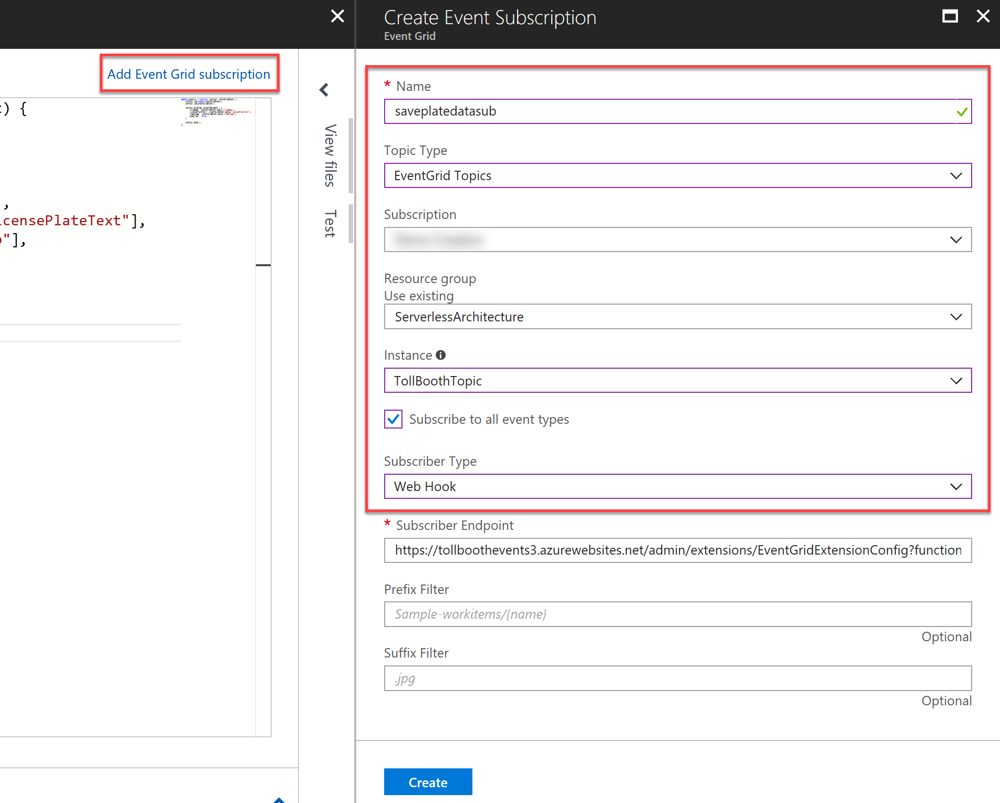 Create Event Subscription
Event Grid
Add Event Grid subscription
) {
,
censePlateText"],
"],
View files
Test
* Name
saveplatedatasub
Topic Type
EventGrid Topics
Subscription
Resource group
Use existing
ServerlessArchitecture
Instance
TollBoothTopic
Subscribe to all event types
Subscriber Type
Web Hook
* Subscriber Endpoint
https://tollboothevents3.azurewebsites.net/admin/extensions/EventGridExtensionConfig?function
Prefix Filter
Sample-workitems/{name}
Optional
Suffix Filter
.jpg
Optional
Create